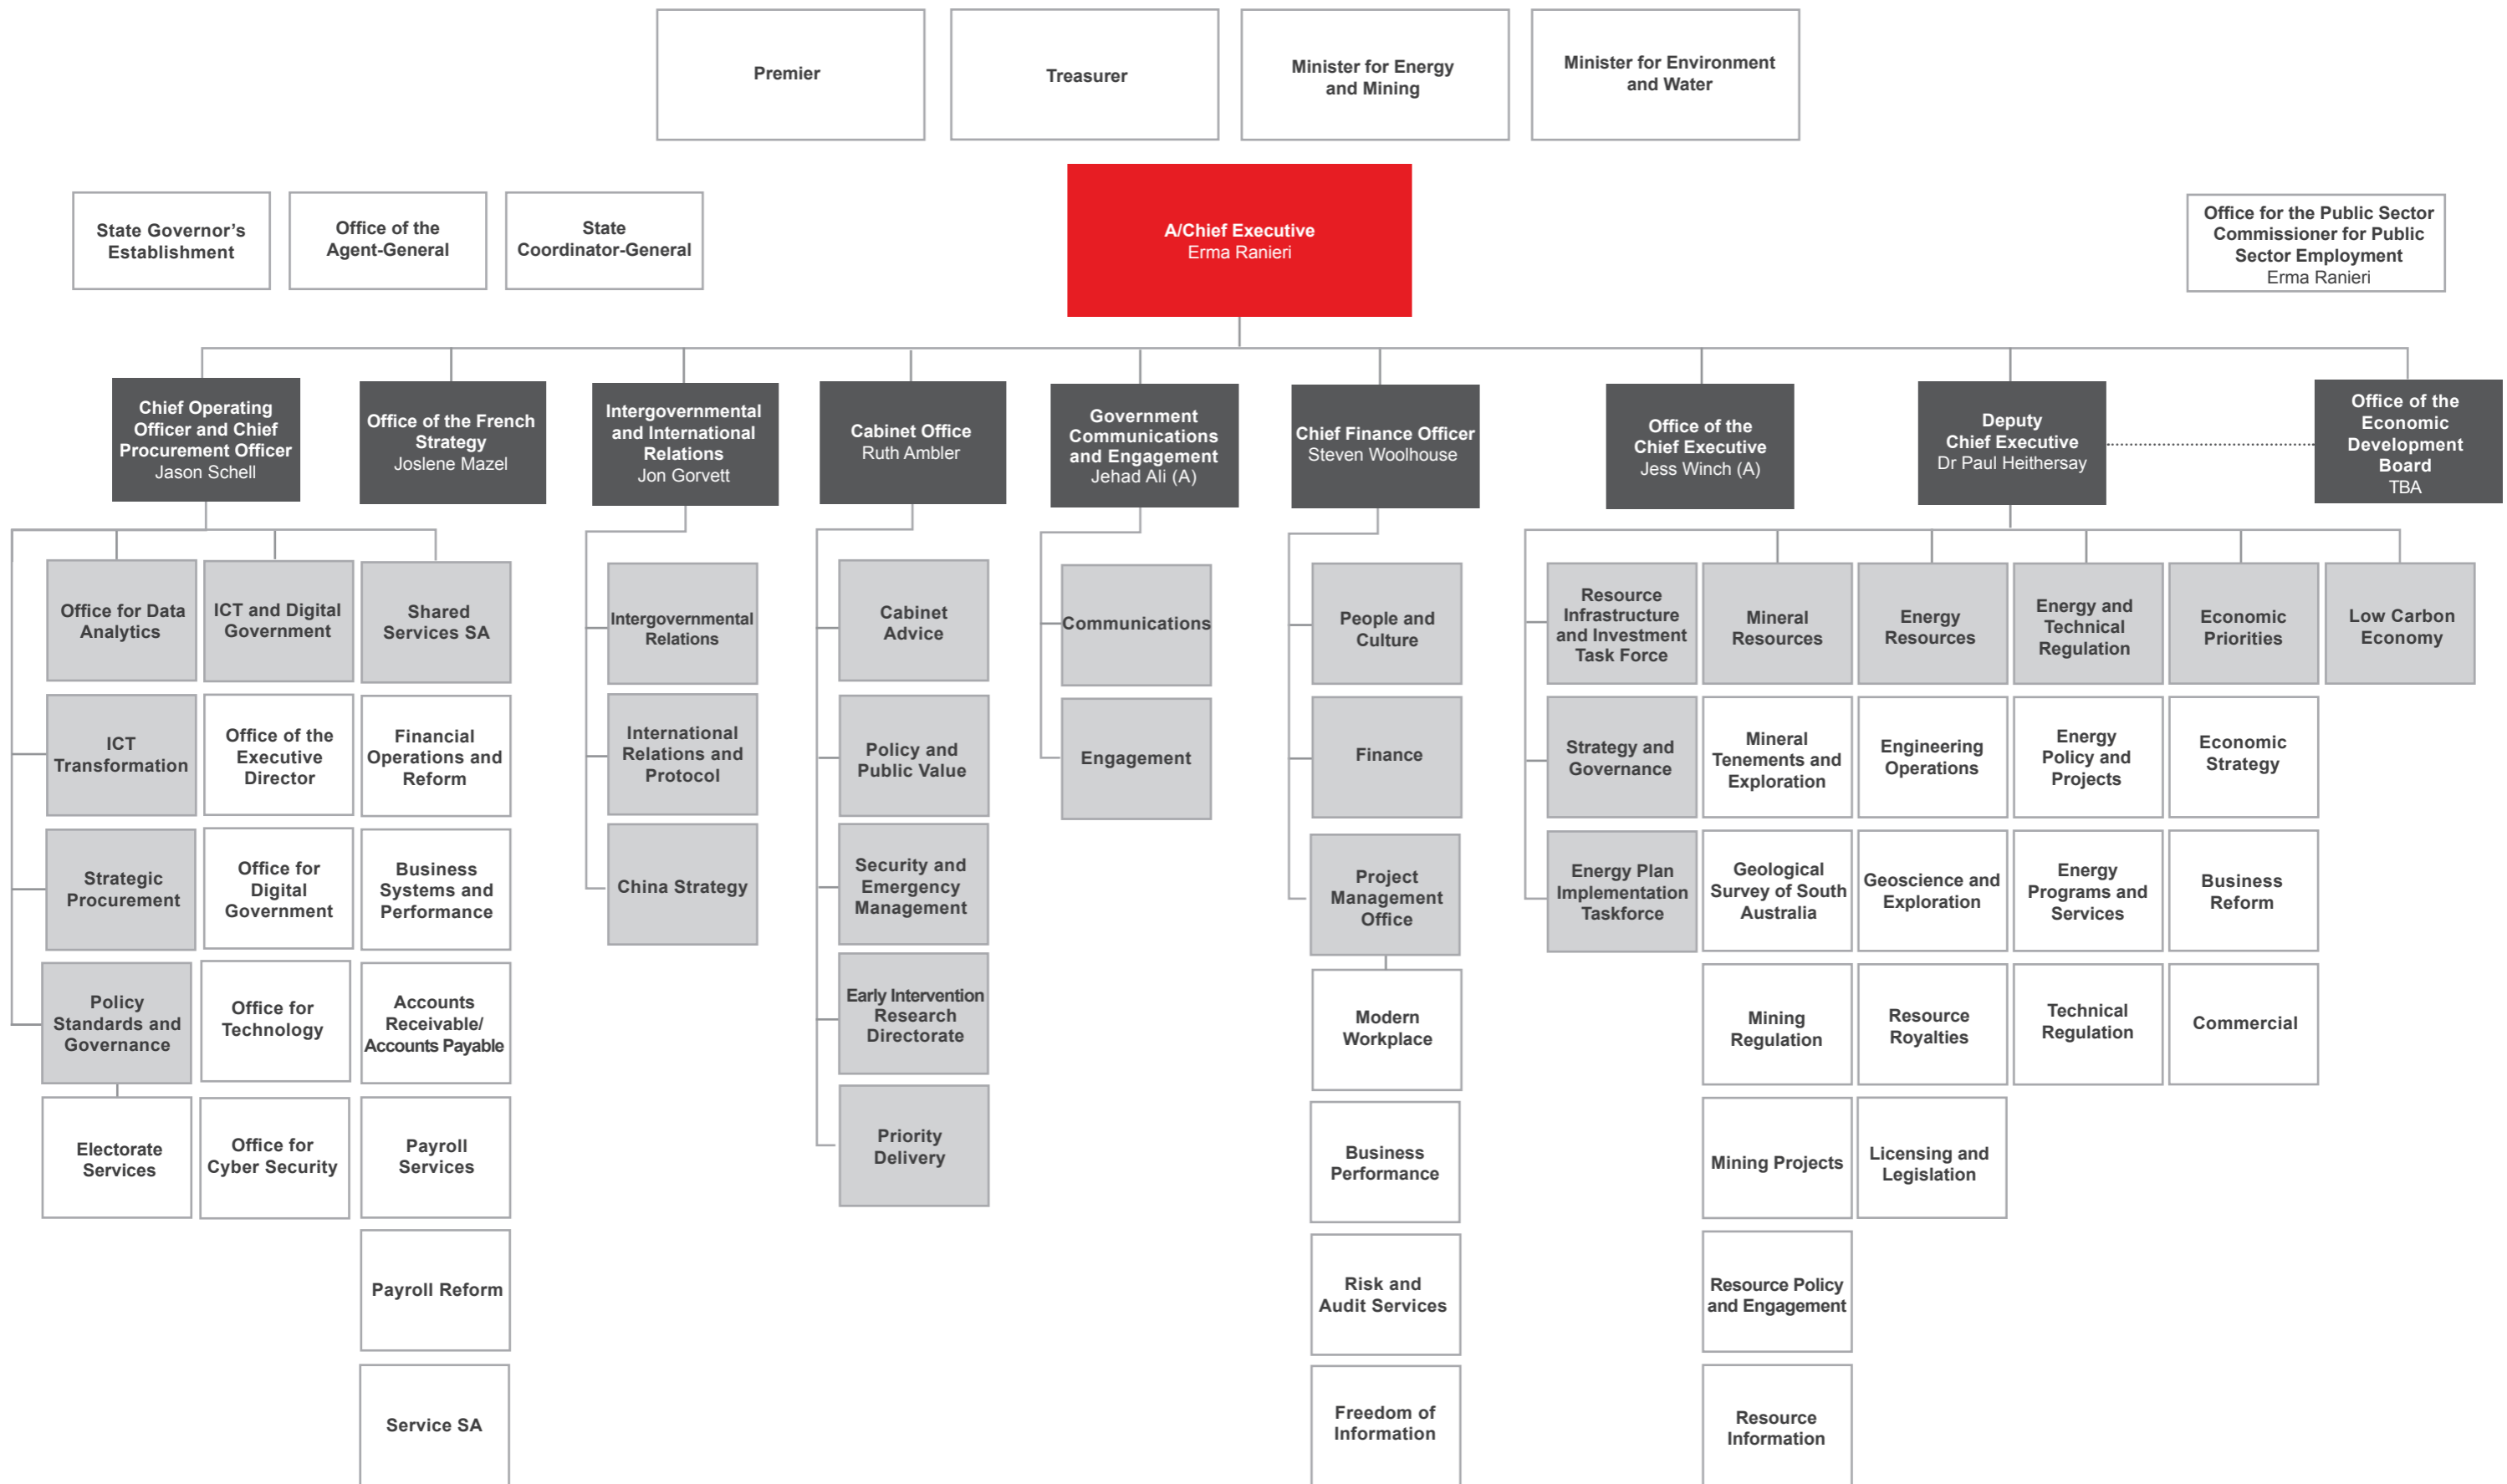 Premier
Treasurer
Minister for Energy
and Mining
Minister for Environment
and Water
State Governor's
Establishment
Office of the
Agent-General
State
Coordinator-General
A/Chief Executive
Erma Ranieri
Office for the Public Sector
Commissioner for Public
Sector Employment
Erma Ranieri
Chief Operating
Officer and Chief
Procurement Officer
Jason Schell
Office of the French
Strategy
Joslene Mazel
Intergovernmental
and International
Relations
Jon Gorvett
Cabinet Office
Ruth Ambler
Government
Communications
and Engagement
Jehad Ali (A)
Chief Finance Officer
Steven Woolhouse
Office of the
Chief Executive
Jess Winch (A)
Deputy
Chief Executive
Dr Paul Heithersay
Office of the
Economic
Development
Board
TBA
Office for Data
Analytics
ICT and Digital
Government
Shared
Services SA
Intergovernmental
Relations
Cabinet
Advice
Communications
People and
Culture
Resource
Infrastructure
and Investment
Task Force
Mineral
Resources
Energy
Resources
Energy and
Technical
Regulation
Economic
Priorities
Low Carbon
Economy
ICT
Transformation
Office of the
Executive
Director
Financial
Operations and
Reform
International
Relations and
Protocol
Policy and
Public Value
Engagement
Finance
Strategy and
Governance
Mineral
Tenements and
Exploration
Engineering
Operations
Energy
Policy and
Projects
Economic
Strategy
Strategic
Procurement
Office for
Digital
Government
Business
Systems and
Performance
China Strategy
Security and
Emergency
Management
Project
Management
Office
Energy Plan
Implementation
Taskforce
Geological
Survey of South
Australia
Geoscience and
Exploration
Energy
Programs and
Services
Business
Reform
Policy
Standards and
Governance
Office for
Technology
Accounts
Receivable/
Accounts Payable
Early Intervention
Research
Directorate
Modern
Workplace
Mining
Regulation
Resource
Royalties
Technical
Regulation
Commercial
Electorate
Services
Office for
Cyber Security
Payroll
Services
Priority
Delivery
Business
Performance
Mining Projects
Licensing and
Legislation
Payroll Reform
Risk and
Audit Services
Resource Policy
and Engagement
Service SA
Freedom of
Information
Resource
Information